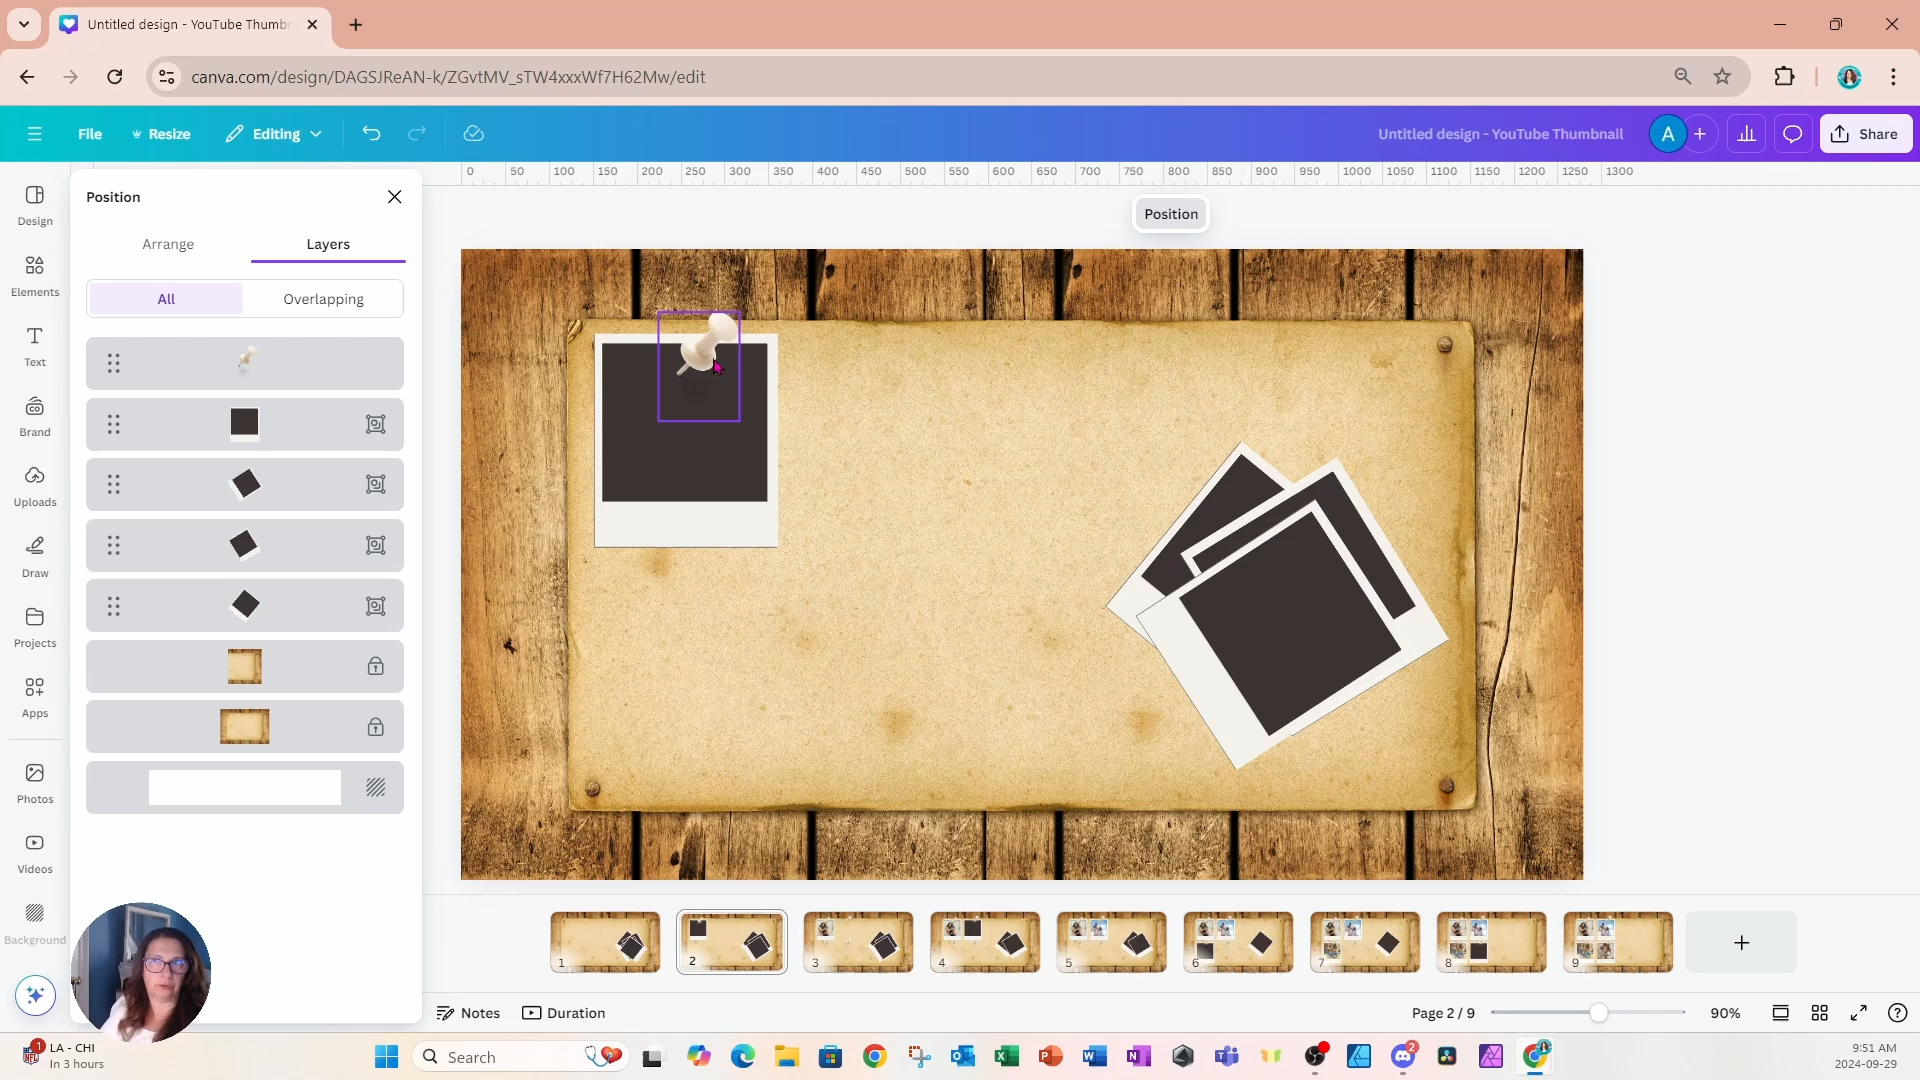 Untitled design - YouTube Thumb
canva.com/design/DAGSJReAN-k/ZGvtMV_sTW4xxxWf7H62Mw/edit
File
Resize
Editing
Untitled design - YouTube Thumbnail
A
Share
0 50 100 150 200 250 300 350 400 450 500 550 600 650 700 750 800 850 900 950 1000 1050 1100 1150 1200 1250 1300
Design
Elements
Text
Brand
Uploads
Draw
Projects
Apps
Photos
Videos
Background
Position
Arrange
Layers
All
Overlapping
Position
1 2 3 4 5 6 7 8 9
Notes
Duration
Page 2 / 9
90%
1
LA - CHI
In 3 hours
Search
2
9:51 AM
2024-09-29